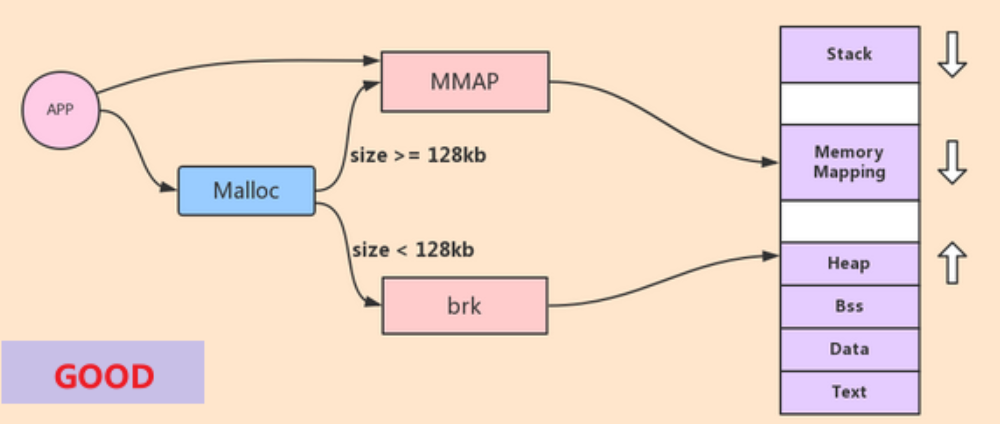 APP
MMAP
size >= 128kb
Malloc
size < 128kb
brk
GOOD
Stack
Memory
Mapping
Heap
Bss
Data
Text